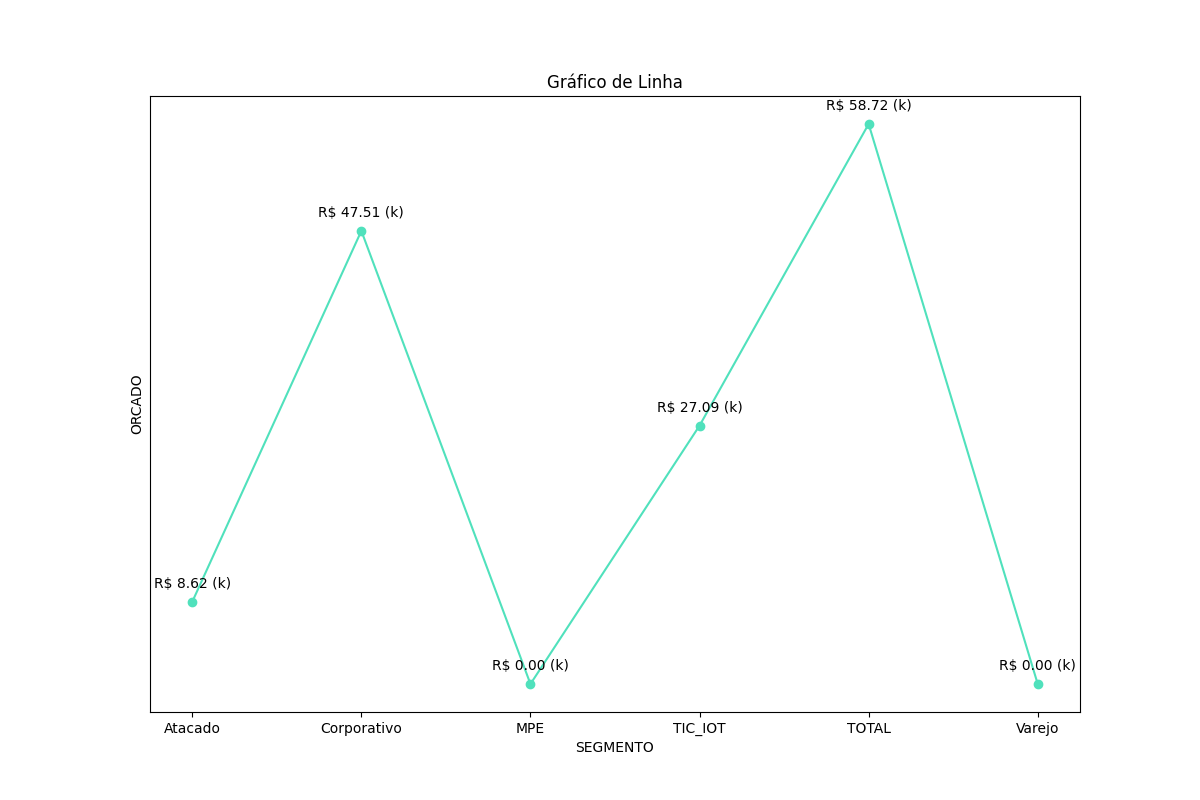 Gráfico de Linha
R$ 58.72 (k)
R$ 47.51 (k)
R$ 27.09 (k)
R$ 8.62 (k)
R$ 0.00 (k)
R$ 0.00 (k)
ORCADO
Atacado
Corporativo
MPE
TIC_IOT
TOTAL
Varejo
SEGMENTO